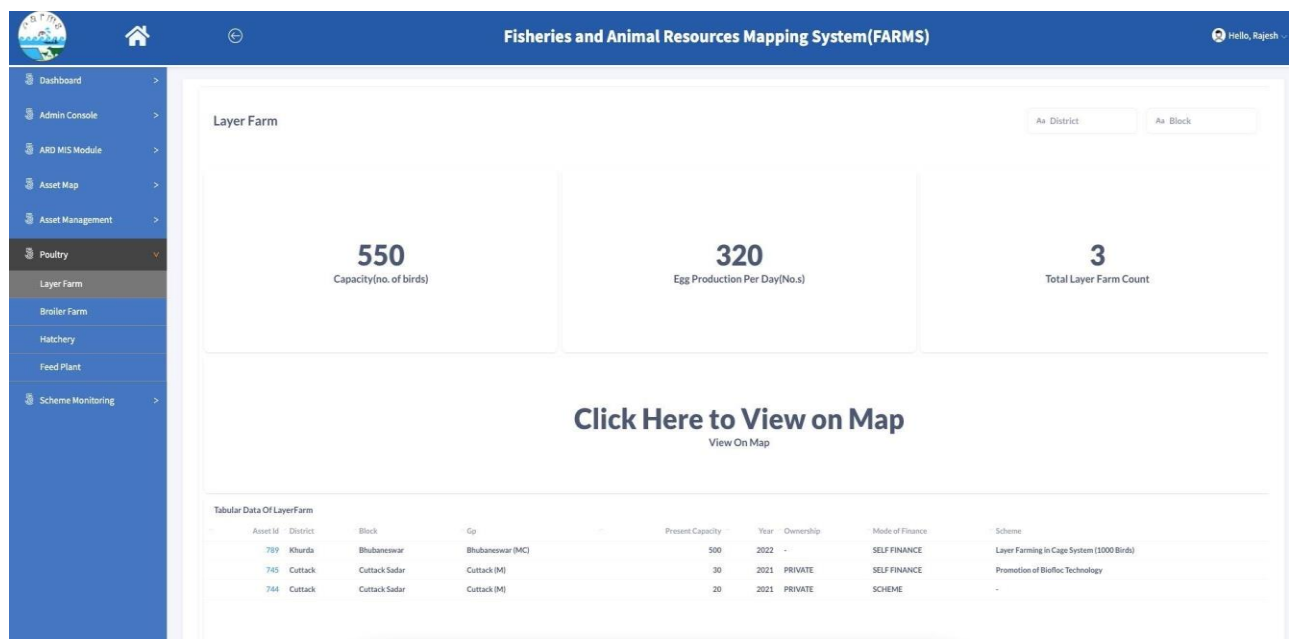 farms
Fisheries and Animal Resources Mapping System(FARMS)
Hello, Rajesh
Dashboard
Admin Console
ARD MIS Module
Asset Map
Asset Management
Poultry
Layer Farm
Broiler Farm
Hatchery
Feed Plant
Scheme Monitoring
Layer Farm
Aa District
Aa Block
550
Capacity(no. of birds)
320
Egg Production Per Day(No.s)
3
Total Layer Farm Count
Click Here to View on Map
View On Map
Tabular Data Of LayerFarm
Asset Id District Block Gp Present Capacity Year Ownership Mode of Finance Scheme
789 Khurda Bhubaneswar Bhubaneswar (MC) 500 2022 - SELF FINANCE Layer Farming in Cage System (1000 Birds)
745 Cuttack Cuttack Sadar Cuttack (M) 30 2021 PRIVATE SELF FINANCE Promotion of Biofloc Technology
744 Cuttack Cuttack Sadar Cuttack (M) 20 2021 PRIVATE SCHEME -